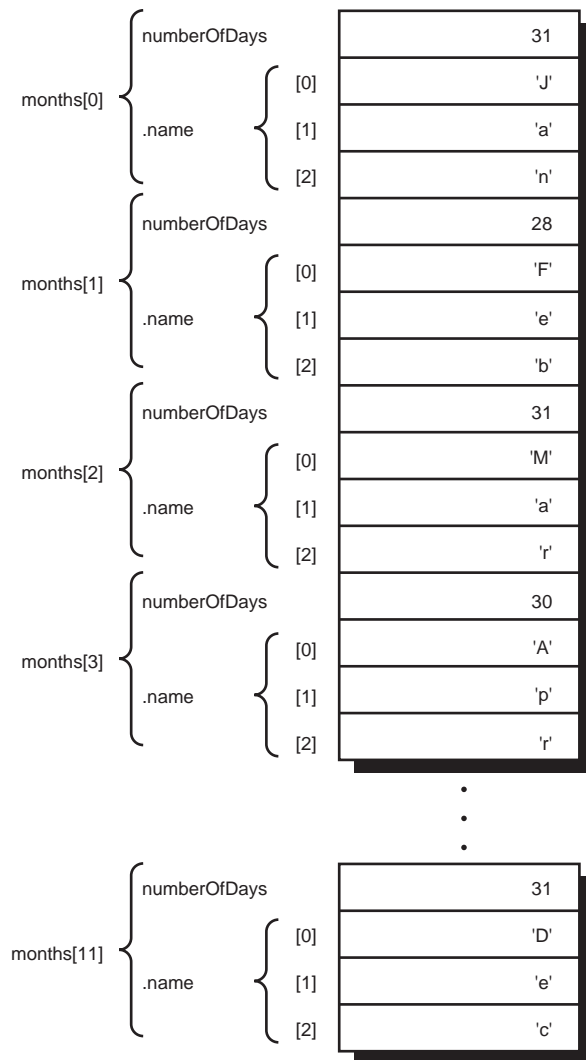 numberOfDays 31
[0] 'J'
months[0] .name [1] 'a'
[2] 'n'
numberOfDays 28
[0] 'F'
months[1] .name [1] 'e'
[2] 'b'
numberOfDays 31
[0] 'M'
months[2] .name [1] 'a'
[2] 'r'
numberOfDays 30
[0] 'A'
months[3] .name [1] 'p'
[2] 'r'
numberOfDays 31
[0] 'D'
months[11] .name [1] 'e'
[2] 'c'